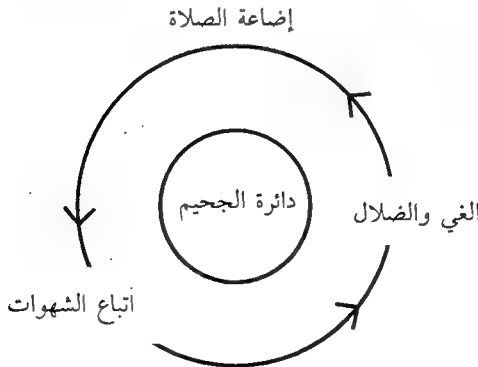 إضاعة الصلاة
دائرة الجحيم
الغي والضلال
اتباع الشهوات